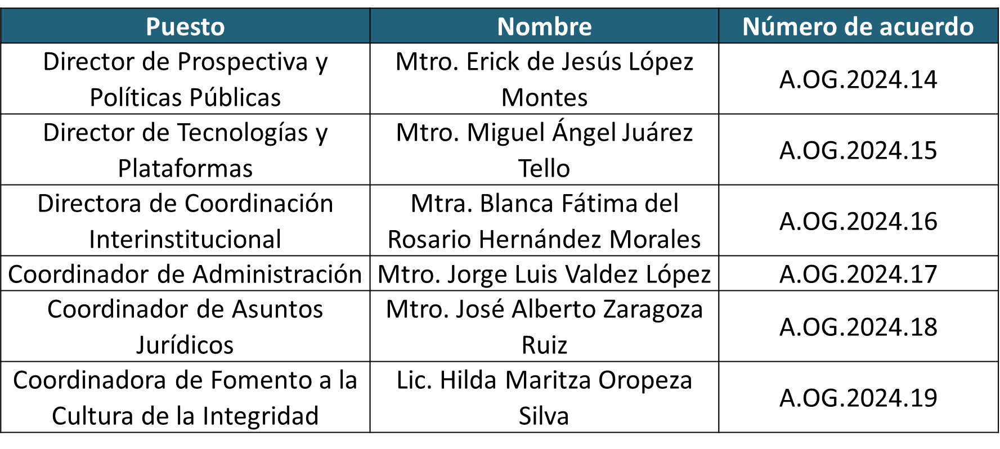 Puesto
Nombre
Número de acuerdo
Director de Prospectiva y
Políticas Públicas
Mtro. Erick de Jesús López
Montes
A.OG.2024.14
Director de Tecnologías y
Plataformas
Mtro. Miguel Ángel Juárez
Tello
A.OG.2024.15
Directora de Coordinación
Interinstitucional
Mtra. Blanca Fátima del
Rosario Hernández Morales
A.OG.2024.16
Coordinador de Administración
Mtro. Jorge Luis Valdez López
A.OG.2024.17
Coordinador de Asuntos
Jurídicos
Mtro. José Alberto Zaragoza
Ruiz
A.OG.2024.18
Coordinadora de Fomento a la
Cultura de la Integridad
Lic. Hilda Maritza Oropeza
Silva
A.OG.2024.19